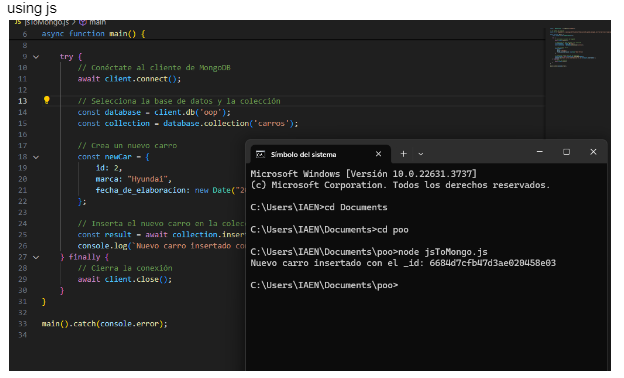 using js
JS jsToMongo.js > main
6 async function main() {
8
9 try {
10 // Conéctate al cliente de MongoDB
11 await client.connect();
12
13 // Selecciona la base de datos y la colección
14 const database = client.db('oop');
15 const collection = database.collection('carros');
16
17 // Crea un nuevo carro
18 const newCar = {
19 id: 2,
20 marca: "Hyundai",
21 fecha_de_elaboracion: new Date("20
22 };
23
24 // Inserta el nuevo carro en la colec
25 const result = await collection.inser
26 console.log(`Nuevo carro insertado co
27 } finally {
28 // Cierra la conexión
29 await client.close();
30 }
31 }
32
33 main().catch(console.error);
34
Símbolo del sistema
Microsoft Windows [Versión 10.0.22631.3737]
(c) Microsoft Corporation. Todos los derechos reservados.
C:\Users\IAEN>cd Documents
C:\Users\IAEN\Documents>cd poo
C:\Users\IAEN\Documents\poo>node jsToMongo.js
Nuevo carro insertado con el _id: 6684d7cfb47d3ae020458e03
C:\Users\IAEN\Documents\poo>